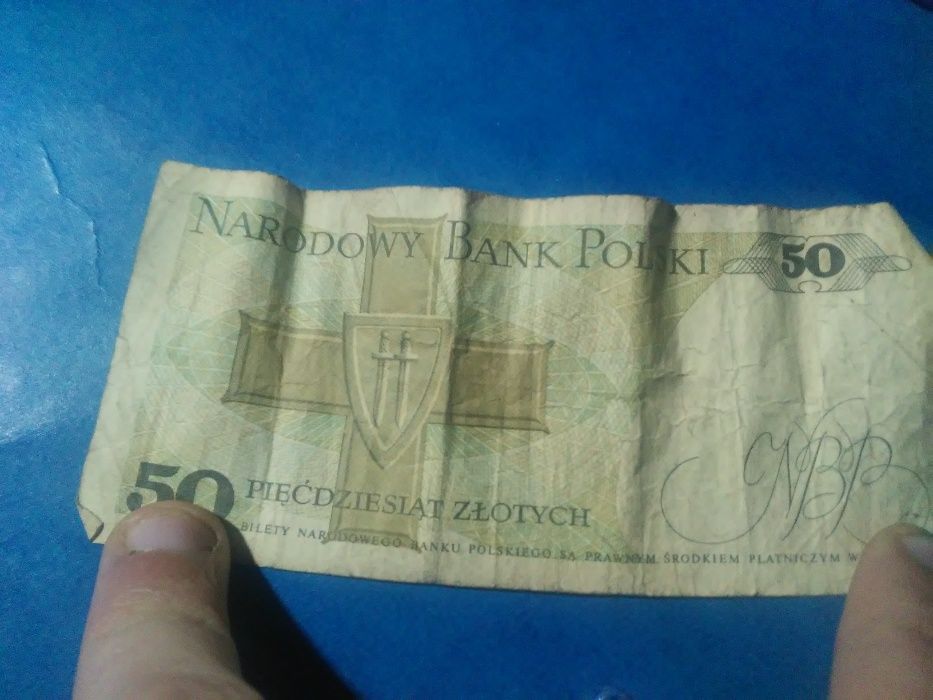 NARODOWY BANK POLSKI
50
50 PIĘĆDZIESIĄT ZŁOTYCH
NBP
BILETY NARODOWEGO BANKU POLSKIEGO SĄ PRAWNYM ŚRODKIEM PŁATNICZYM W